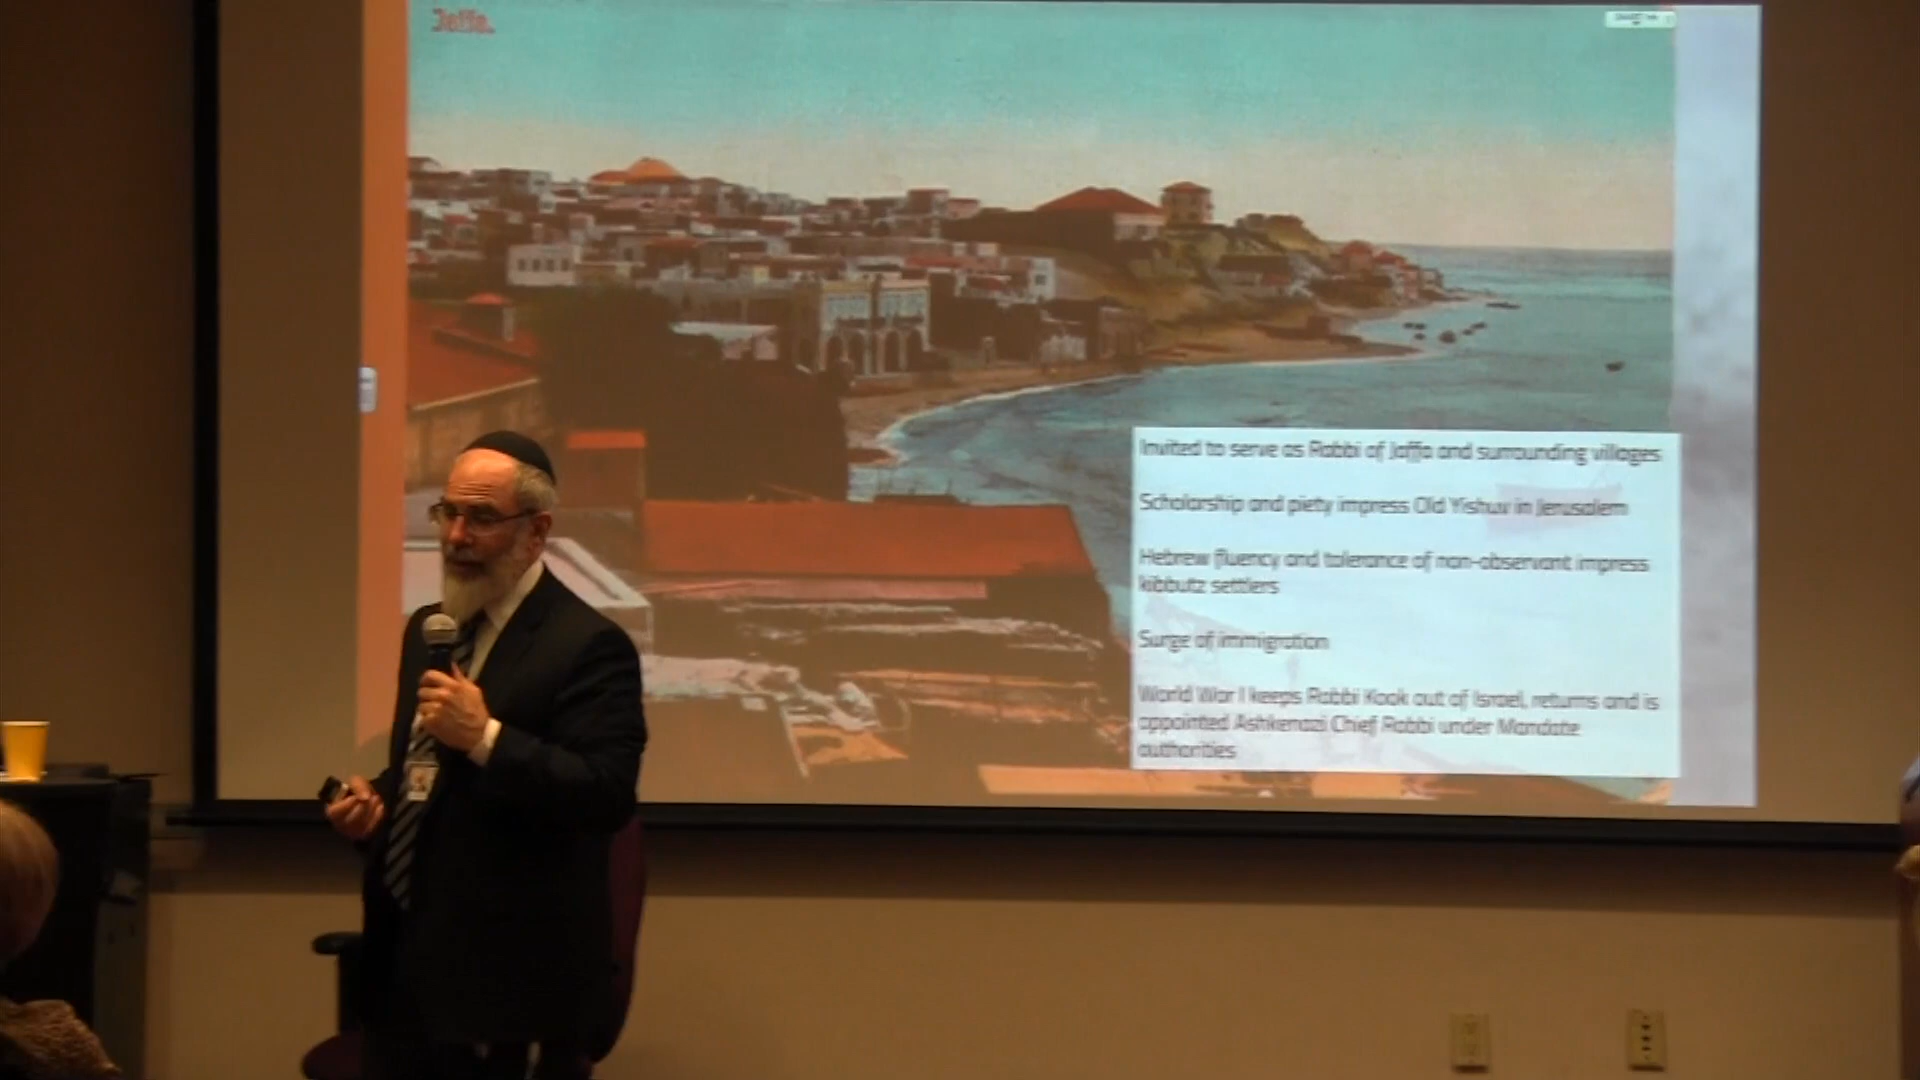 Jaffa.
Invited to serve as Rabbi of Jaffa and surrounding villages
Scholarship and piety impress Old Yishuv in Jerusalem
Hebrew fluency and tolerance of non-observant impress
kibbutz settlers
Surge of immigration
World War I keeps Rabbi Kook out of Israel, returns and is
appointed Ashkenazi Chief Rabbi under Mandate
authorities